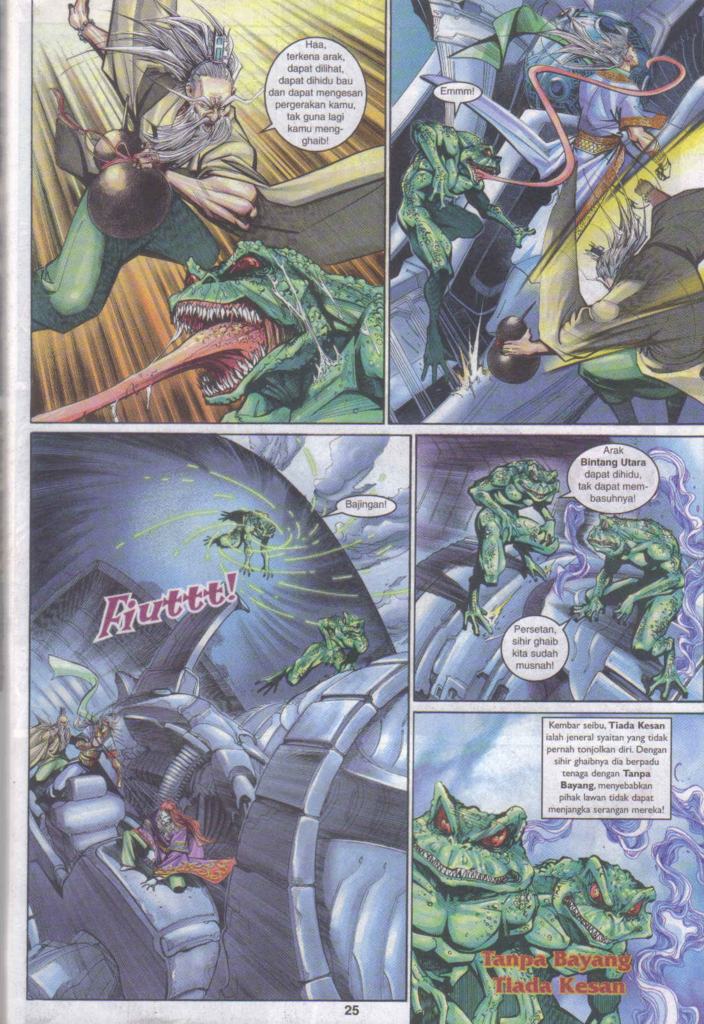 Haa,
terkena arak,
dapat dilihat,
dapat dihidu bau
dan dapat mengesan
pergerakan kamu,
tak guna lagi
kamu meng-
ghaib!
Emmm!
Bajingan!
Fiuttt!
Arak
Bintang Utara
dapat dihidu,
tak dapat mem-
basuhnya!
Persetan,
sihir ghaib
kita sudah
musnah!
Kembar seibu, Tiada Kesan
ialah jeneral syaitan yang tidak
pernah tonjolkan diri. Dengan
sihir ghaibnya dia berpadu
tenaga dengan Tanpa
Bayang, menyebabkan
pihak lawan tidak dapat
menjangka serangan mereka!
Tanpa Bayang
Tiada Kesan
25